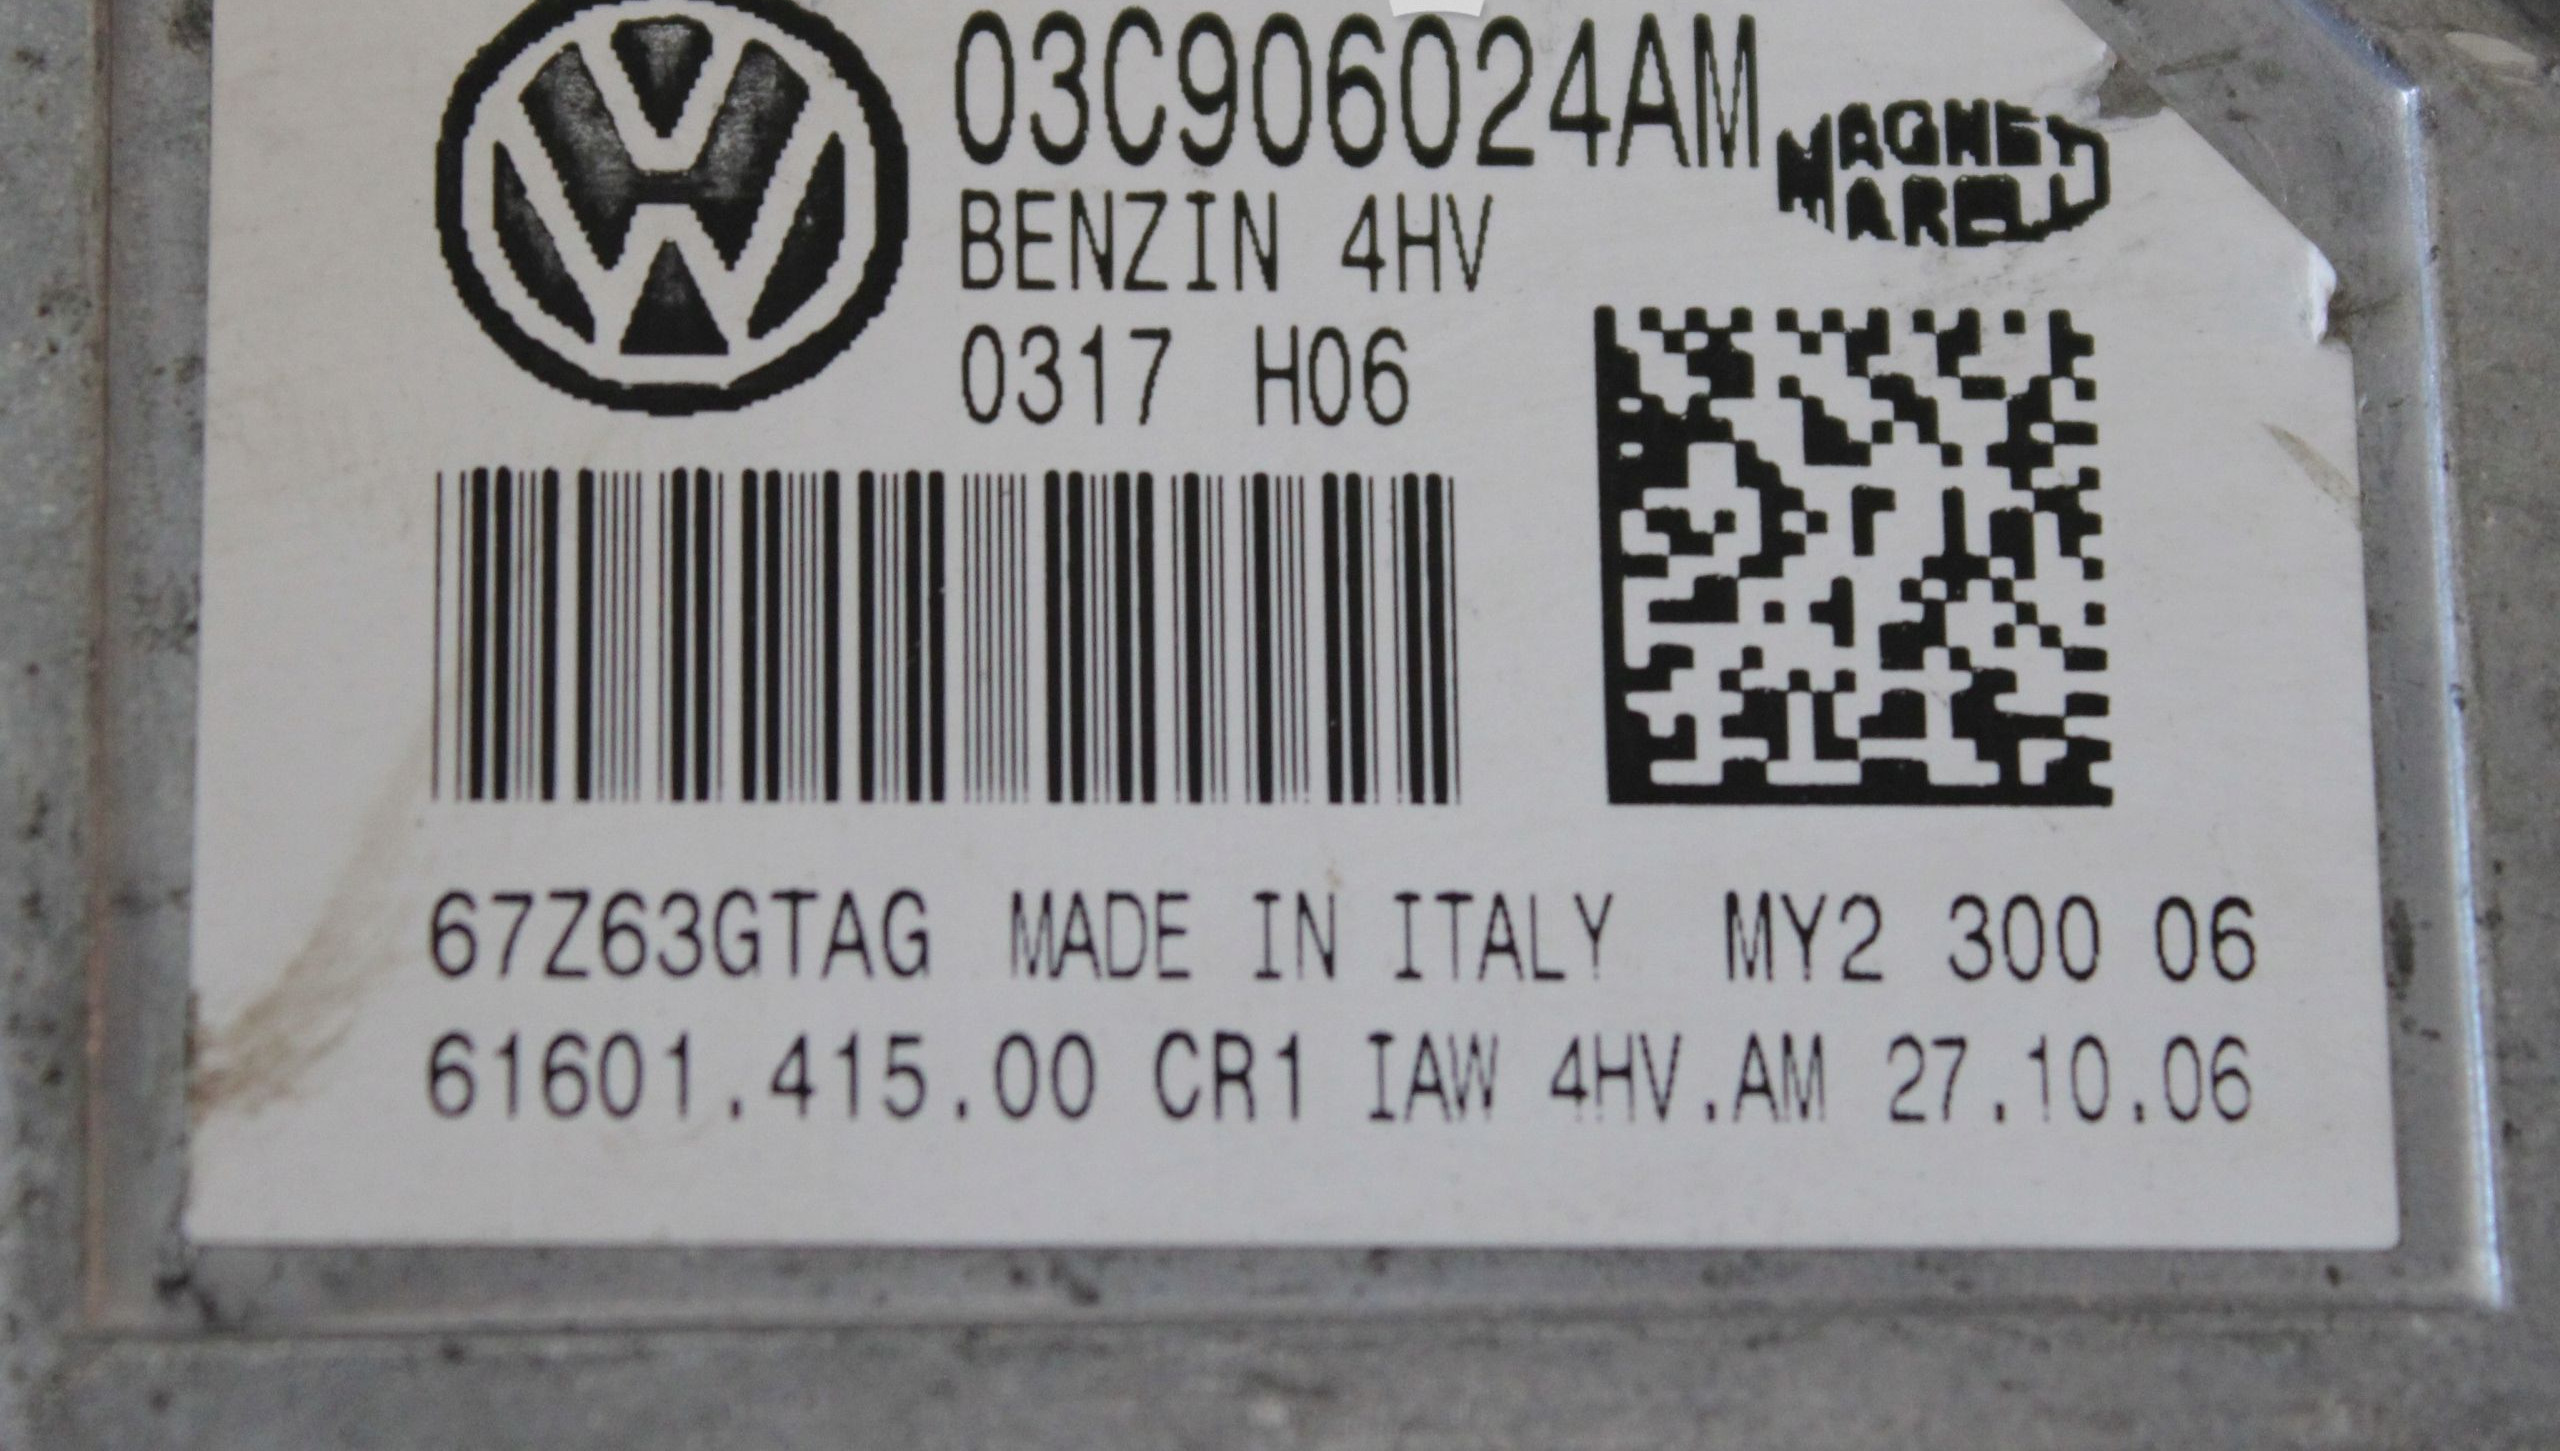 03C906024AM
MAGNETI
MARELLI
BENZIN 4HV
0317 H06
67Z63GTAG MADE IN ITALY MY2 300 06
61601.415.00 CR1 IAW 4HV.AM 27.10.06